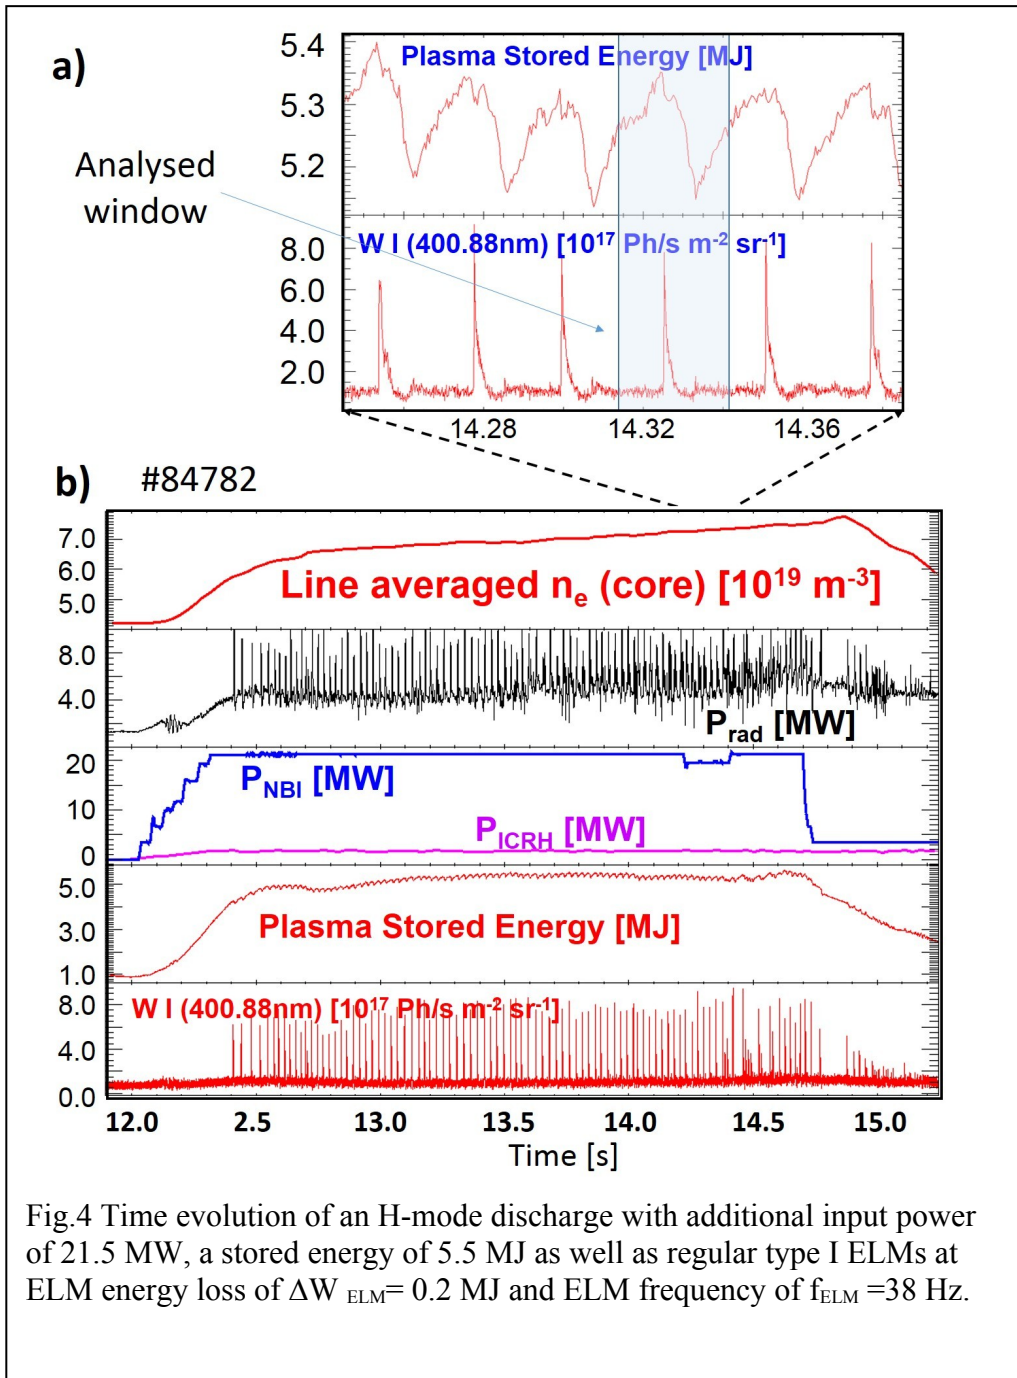 a)
Plasma Stored Energy [MJ]
5.4
5.3
5.2
Analysed
window
W I (400.88nm) [10¹⁷ Ph/s m⁻² sr⁻¹]
8.0
6.0
4.0
2.0
14.28 14.32 14.36
b) #84782
7.0
6.0
5.0
Line averaged nₑ (core) [10¹⁹ m⁻³]
8.0
4.0
P_rad [MW]
20
10
0
P_NBI [MW]
P_ICRH [MW]
5.0
3.0
1.0
Plasma Stored Energy [MJ]
W I (400.88nm) [10¹⁷ Ph/s m⁻² sr⁻¹]
8.0
4.0
0.0
12.0 2.5 13.0 13.5 14.0 14.5 15.0
Time [s]
Fig.4 Time evolution of an H-mode discharge with additional input power
of 21.5 MW, a stored energy of 5.5 MJ as well as regular type I ELMs at
ELM energy loss of ΔW ELM= 0.2 MJ and ELM frequency of fELM =38 Hz.